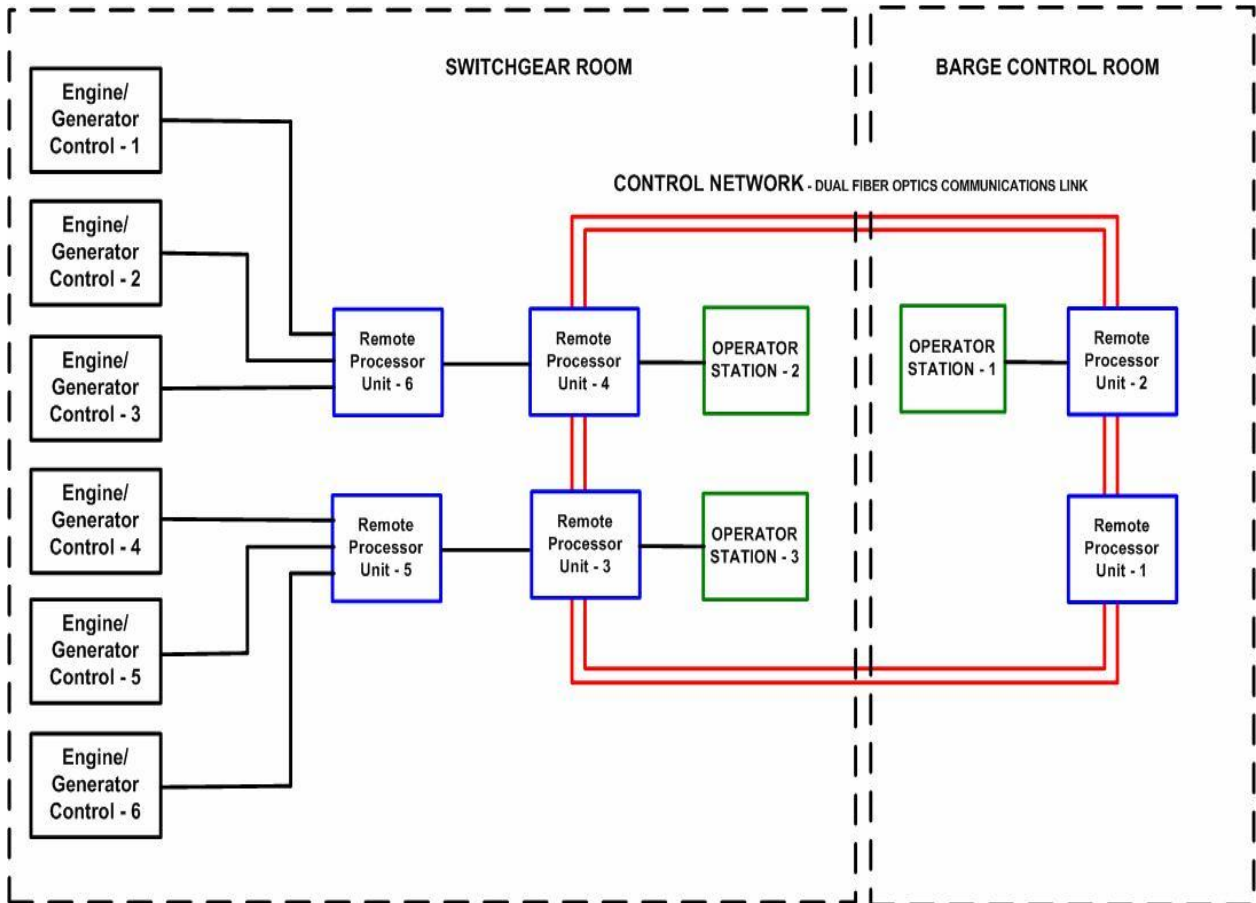 SWITCHGEAR ROOM
BARGE CONTROL ROOM
CONTROL NETWORK - DUAL FIBER OPTICS COMMUNICATIONS LINK
Engine/
Generator
Control - 1
Engine/
Generator
Control - 2
Engine/
Generator
Control - 3
Engine/
Generator
Control - 4
Engine/
Generator
Control - 5
Engine/
Generator
Control - 6
Remote
Processor
Unit - 6
Remote
Processor
Unit - 4
OPERATOR
STATION - 2
OPERATOR
STATION - 1
Remote
Processor
Unit - 2
Remote
Processor
Unit - 5
Remote
Processor
Unit - 3
OPERATOR
STATION - 3
Remote
Processor
Unit - 1